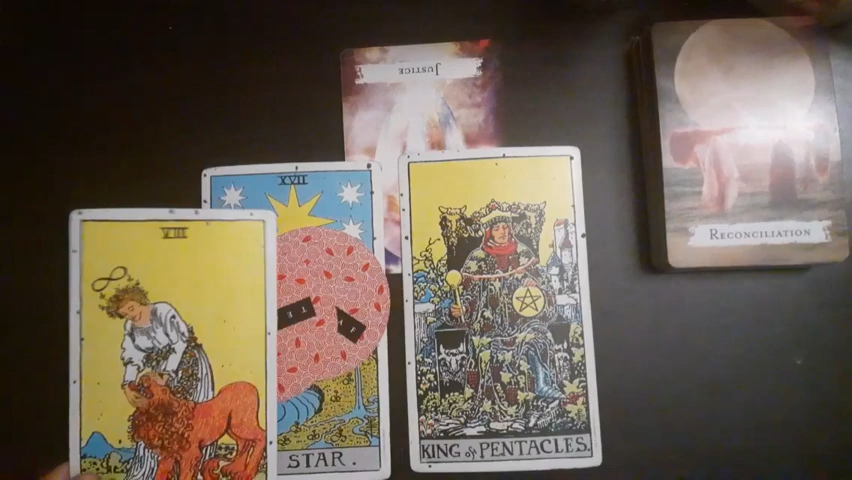 JUSTICE
RECONCILIATION
XVII
VIII
STAR.
KING of PENTACLES.